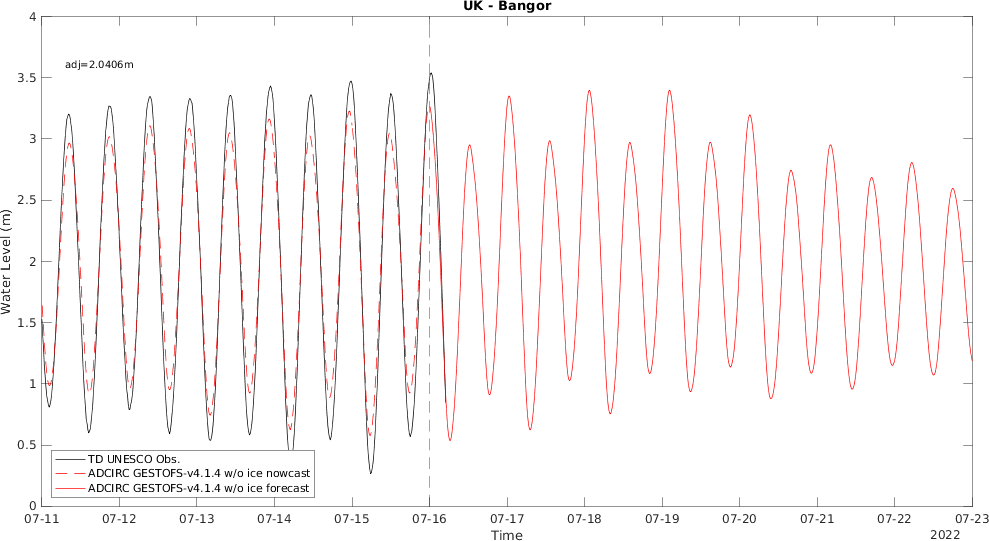 UK - Bangor
adj=2.0406m
Water Level (m)
4
3.5
3
2.5
2
1.5
1
0.5
0
TD UNESCO Obs.
ADCIRC GESTOFS-v4.1.4 w/o ice nowcast
ADCIRC GESTOFS-v4.1.4 w/o ice forecast
07-11 07-12 07-13 07-14 07-15 07-16 07-17 07-18 07-19 07-20 07-21 07-22 07-23
Time
2022